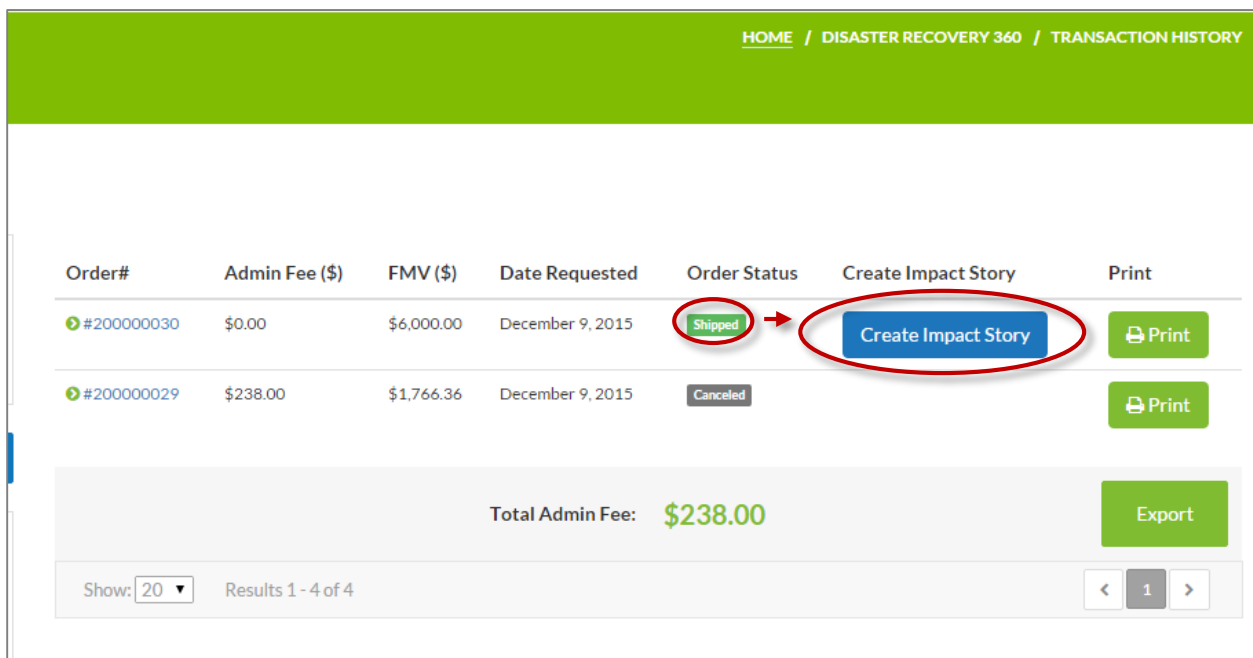 HOME / DISASTER RECOVERY 360 / TRANSACTION HISTORY
Order# Admin Fee ($) FMV ($) Date Requested Order Status Create Impact Story Print
#200000030 $0.00 $6,000.00 December 9, 2015 Shipped Create Impact Story Print
#200000029 $238.00 $1,766.36 December 9, 2015 Canceled Print
Total Admin Fee: $238.00 Export
Show: 20 Results 1 - 4 of 4 1